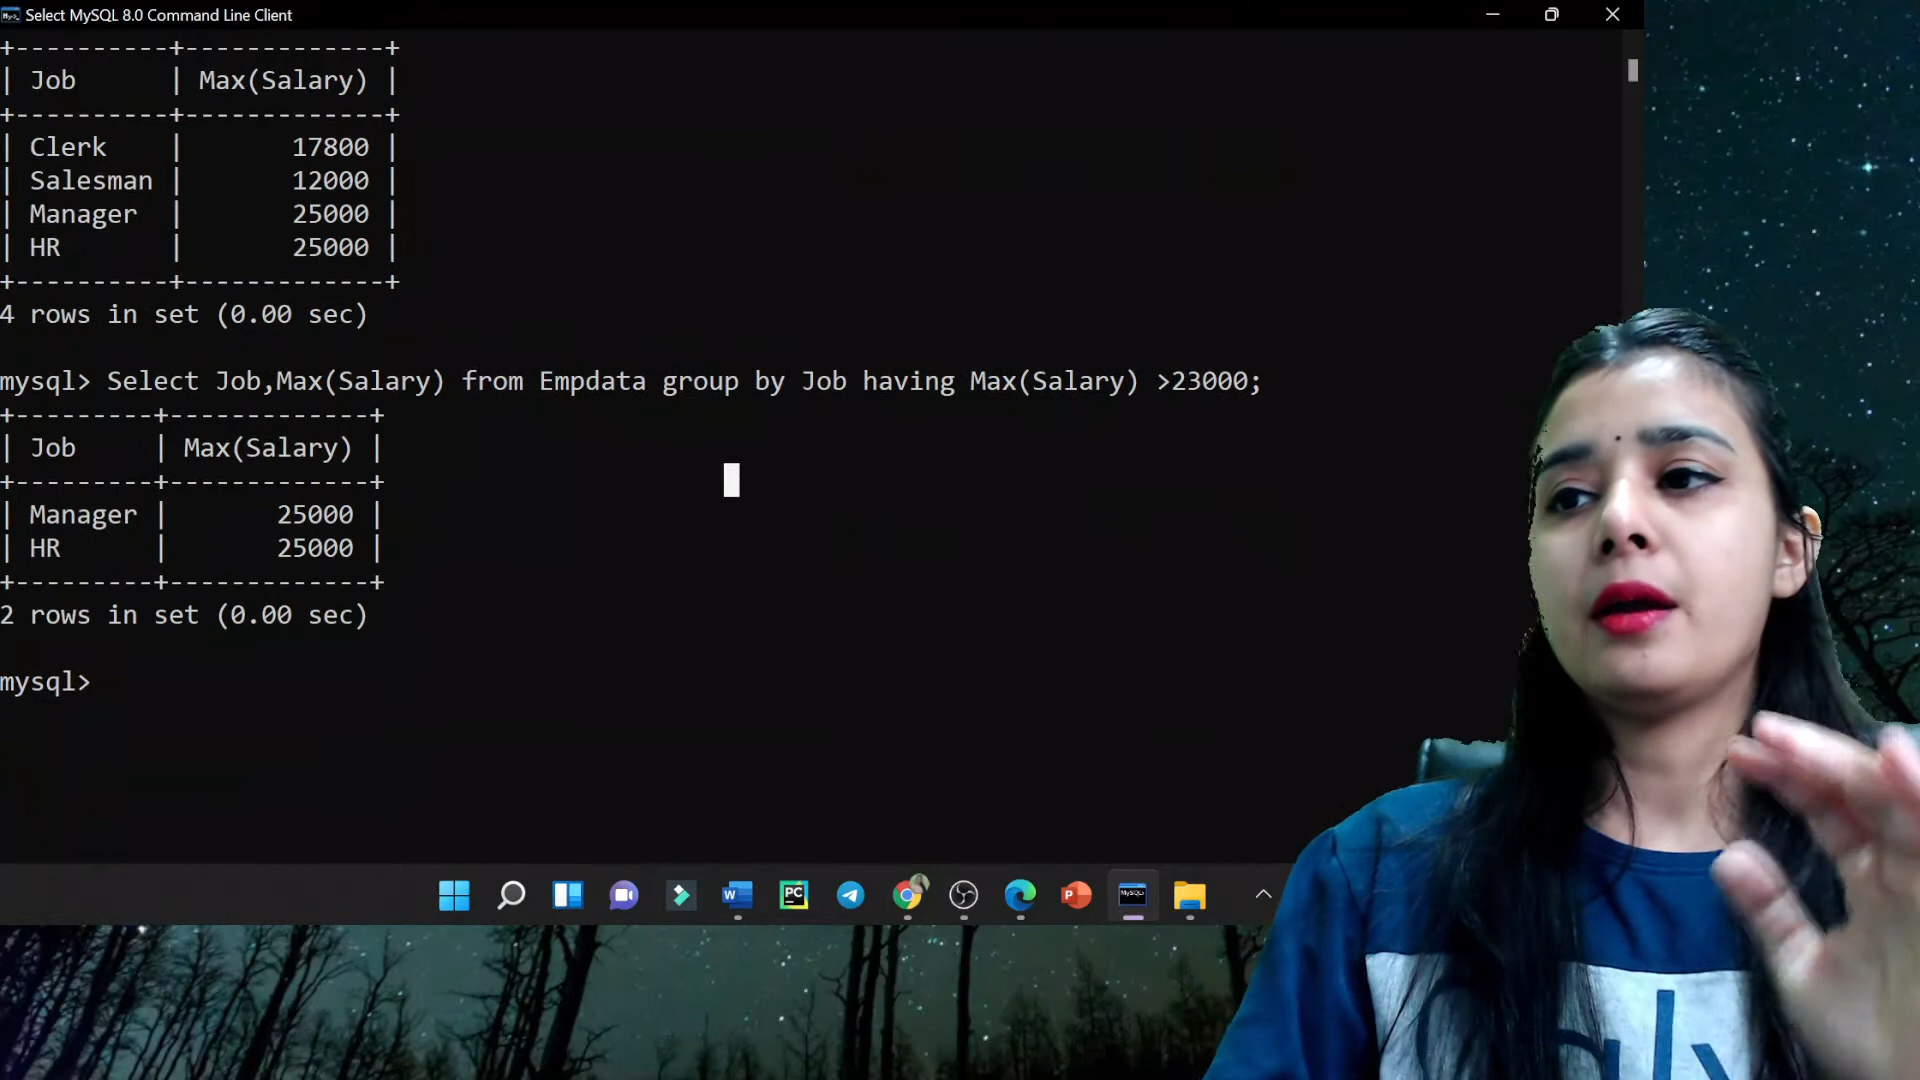 Select MySQL 8.0 Command Line Client
+----------+-------------+
| Job      | Max(Salary) |
+----------+-------------+
| Clerk    |       17800 |
| Salesman |       12000 |
| Manager  |       25000 |
| HR       |       25000 |
+----------+-------------+
4 rows in set (0.00 sec)
mysql> Select Job,Max(Salary) from Empdata group by Job having Max(Salary) >23000;
+---------+-------------+
| Job     | Max(Salary) |
+---------+-------------+
| Manager |       25000 |
| HR      |       25000 |
+---------+-------------+
2 rows in set (0.00 sec)
mysql>